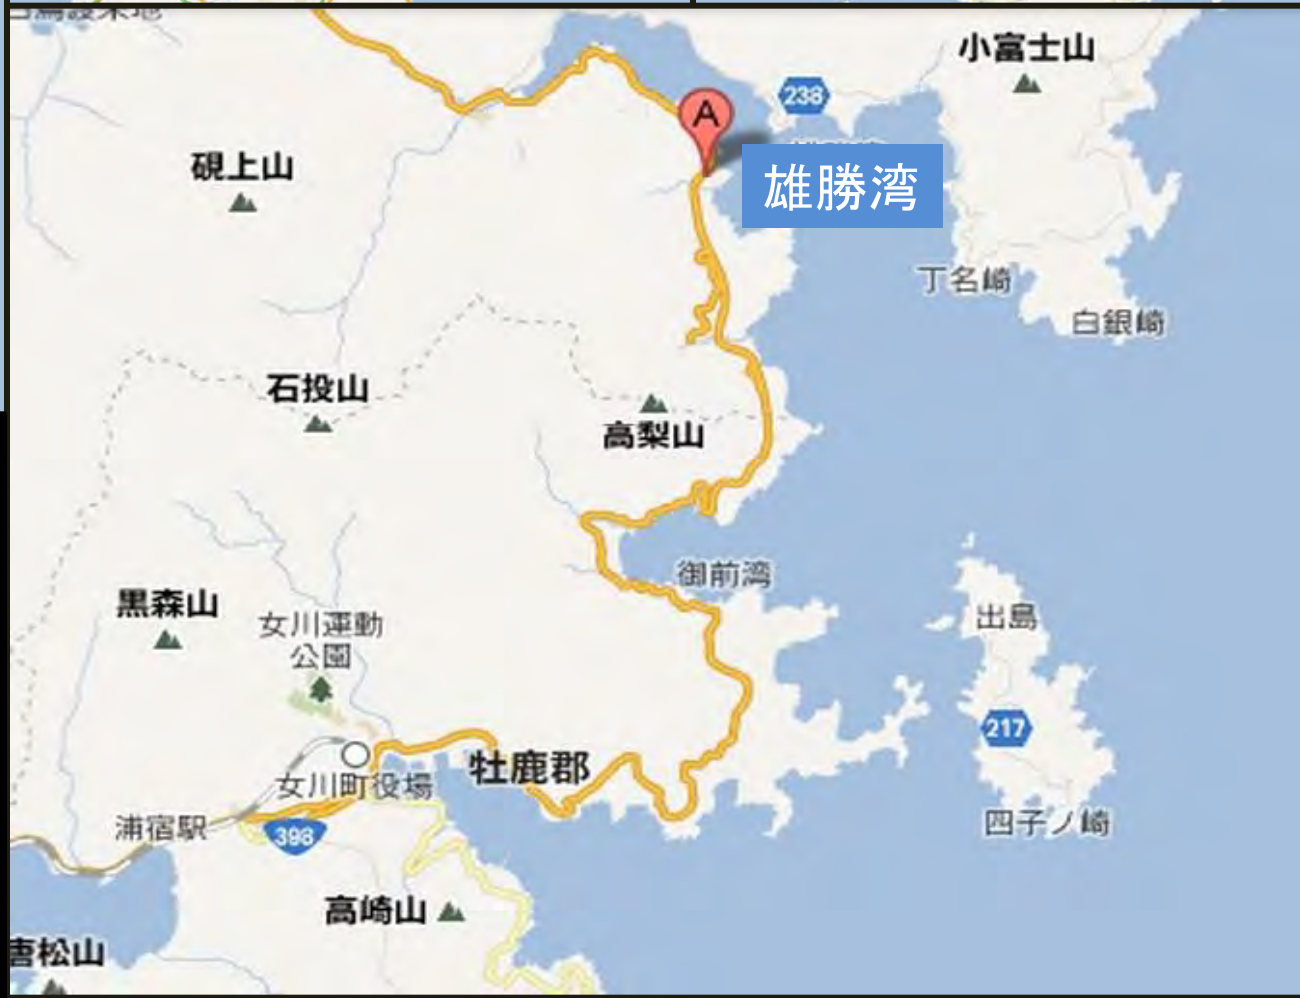 小富士山
A
238
硯上山
雄勝湾
丁名崎
白銀崎
石投山
高梨山
御前湾
黒森山
出島
女川運動
公園
217
牡鹿郡
女川町役場
浦宿駅
398
四子ノ崎
高崎山
唐松山